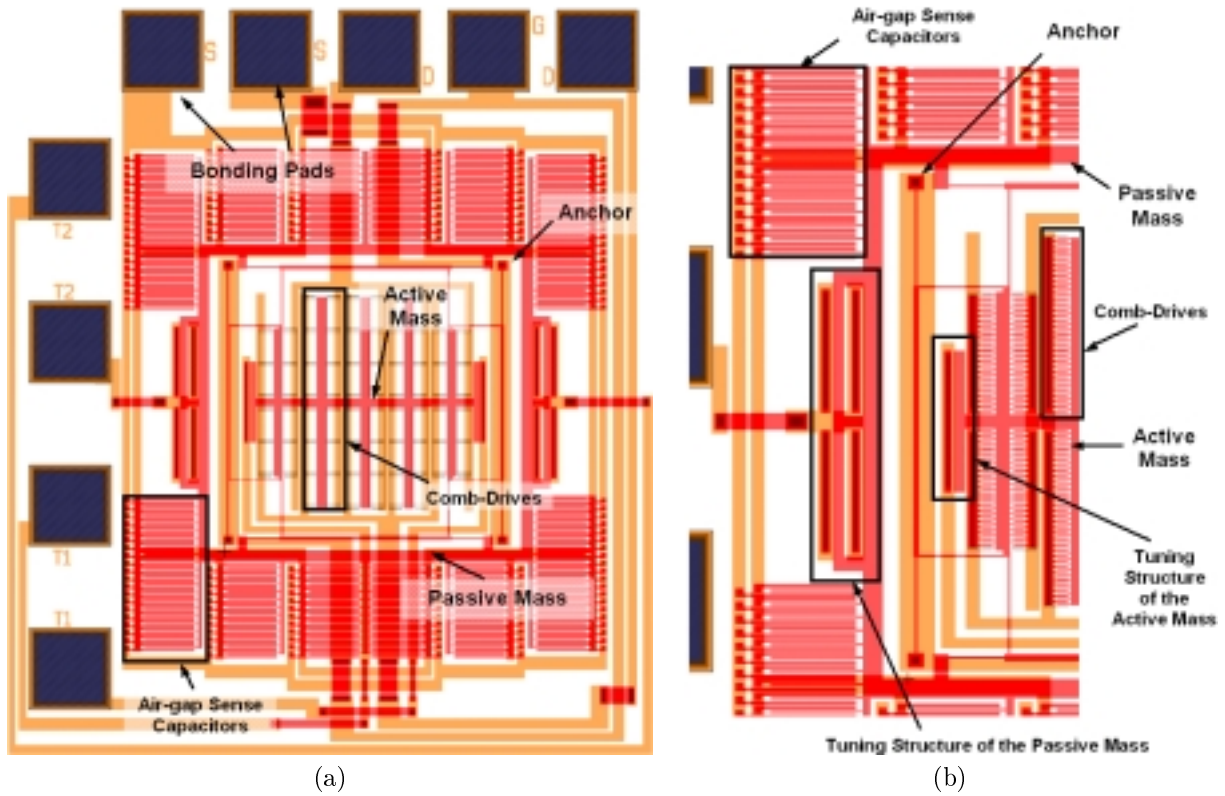 S
S
D
G
D
Bonding Pads
Anchor
T2
Active
Mass
T2
Comb-Drives
T1
Passive Mass
T1
Air-gap Sense
Capacitors
(a)
Air-gap Sense
Capacitors
Anchor
Passive
Mass
Comb-Drives
Active
Mass
Tuning
Structure
of the
Active Mass
Tuning Structure of the Passive Mass
(b)